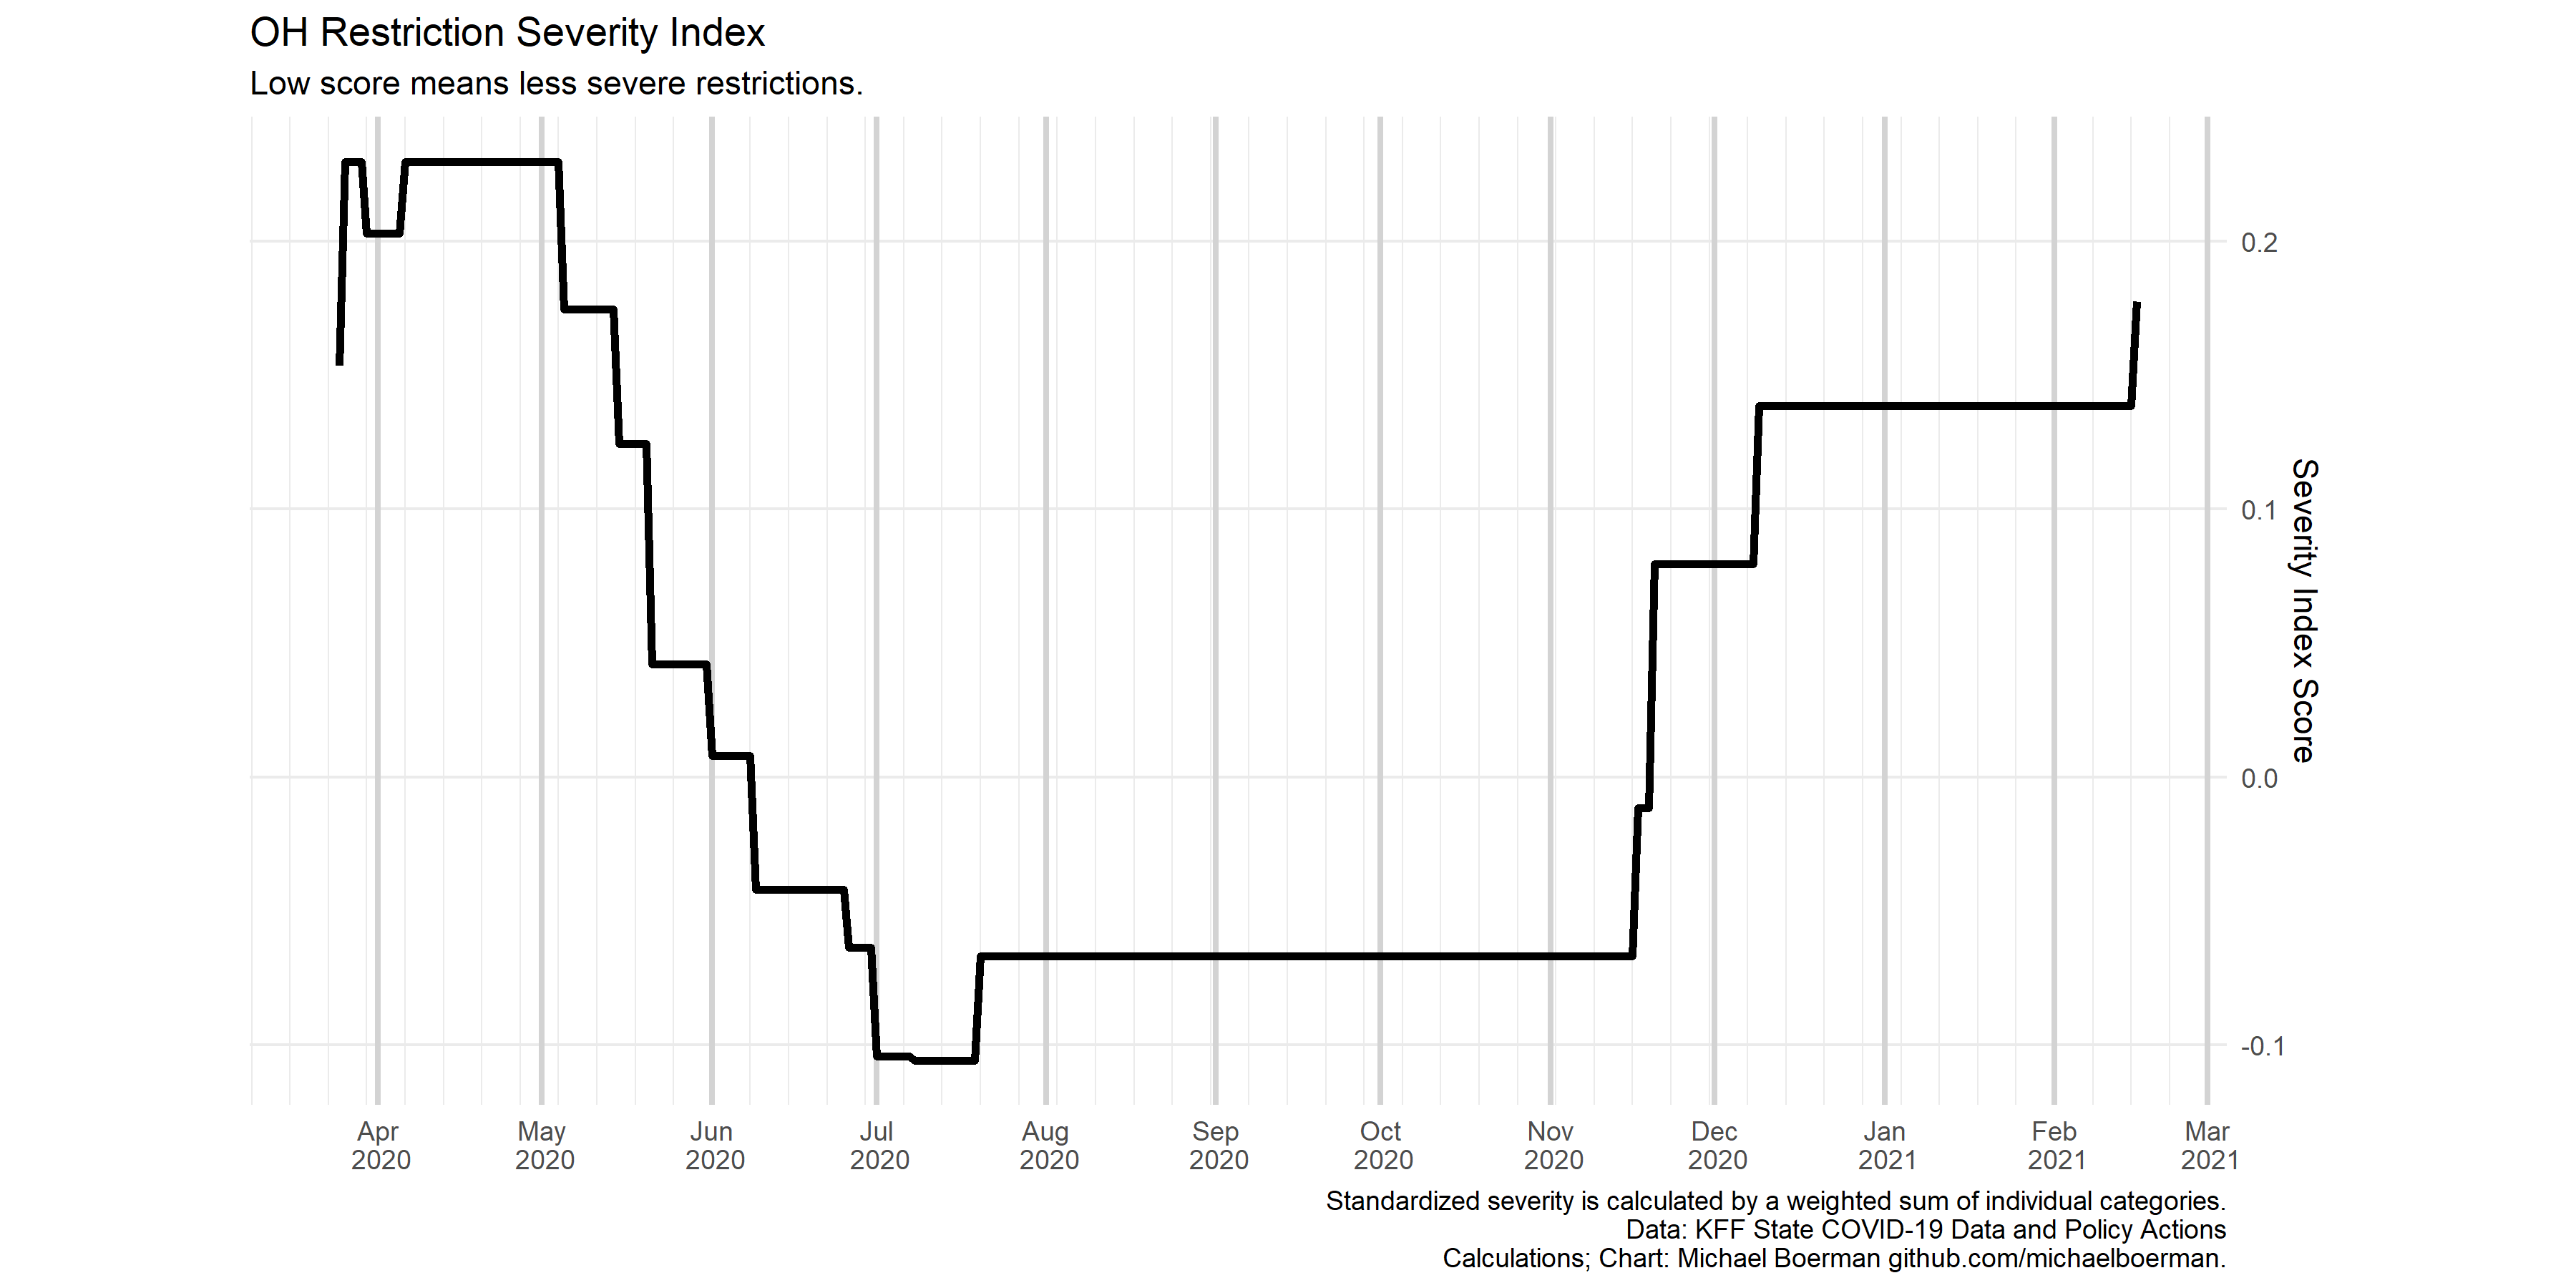 OH Restriction Severity Index
Low score means less severe restrictions.
0.2
0.1
0.0
-0.1
Severity Index Score
Apr May Jun Jul Aug Sep Oct Nov Dec Jan Feb Mar
2020 2020 2020 2020 2020 2020 2020 2020 2020 2021 2021 2021
Standardized severity is calculated by a weighted sum of individual categories.
Data: KFF State COVID-19 Data and Policy Actions
Calculations; Chart: Michael Boerman github.com/michaelboerman.